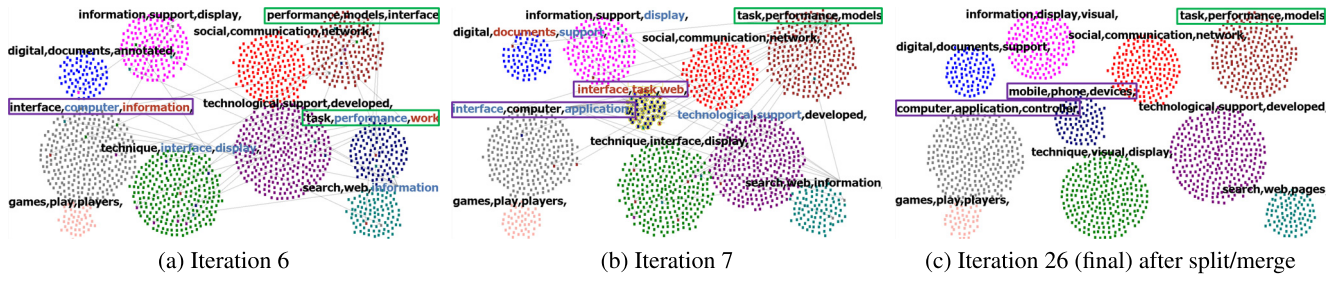 information,support,display,
performance,models,interface
social,communication,network,
digital,documents,annotated,
interface,computer,information,
technological,support,developed,
task,performance,work
technique,interface,display,
search,web,information
games,play,players,
(a) Iteration 6
information,support,display,
task,performance,models
digital,documents,support,
social,communication,network,
interface,task,web,
interface,computer,application,
technological,support,developed,
technique,interface,display,
search,web,information
games,play,players,
(b) Iteration 7
information,display,visual,
task,performance,models
social,communication,network,
digital,documents,support,
mobile,phone,devices,
computer,application,controller,
technological,support,developed
technique,visual,display,
search,web,pages
games,play,players,
(c) Iteration 26 (final) after split/merge